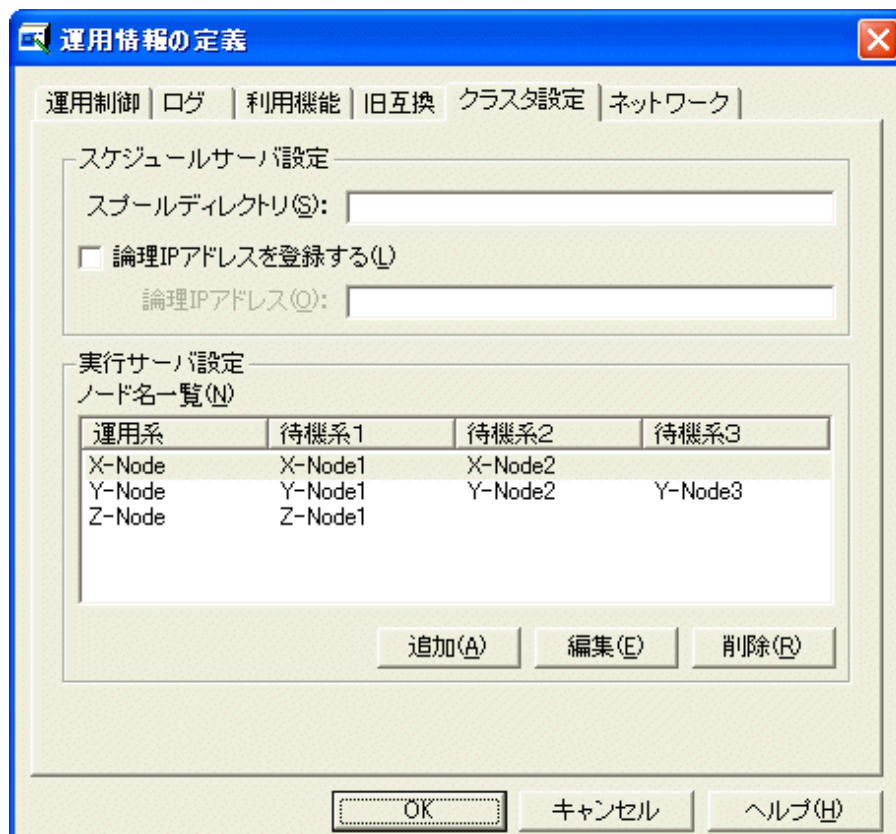 運用情報の定義
運用制御 ログ 利用機能 旧互換 クラスタ設定 ネットワーク
スケジュールサーバ設定
スプールディレクトリ(S):
論理IPアドレスを登録する(L)
論理IPアドレス(O):
実行サーバ設定
ノード名一覧(N)
運用系 待機系1 待機系2 待機系3
X-Node X-Node1 X-Node2
Y-Node Y-Node1 Y-Node2 Y-Node3
Z-Node Z-Node1
追加(A) 編集(E) 削除(R)
OK キャンセル ヘルプ(H)